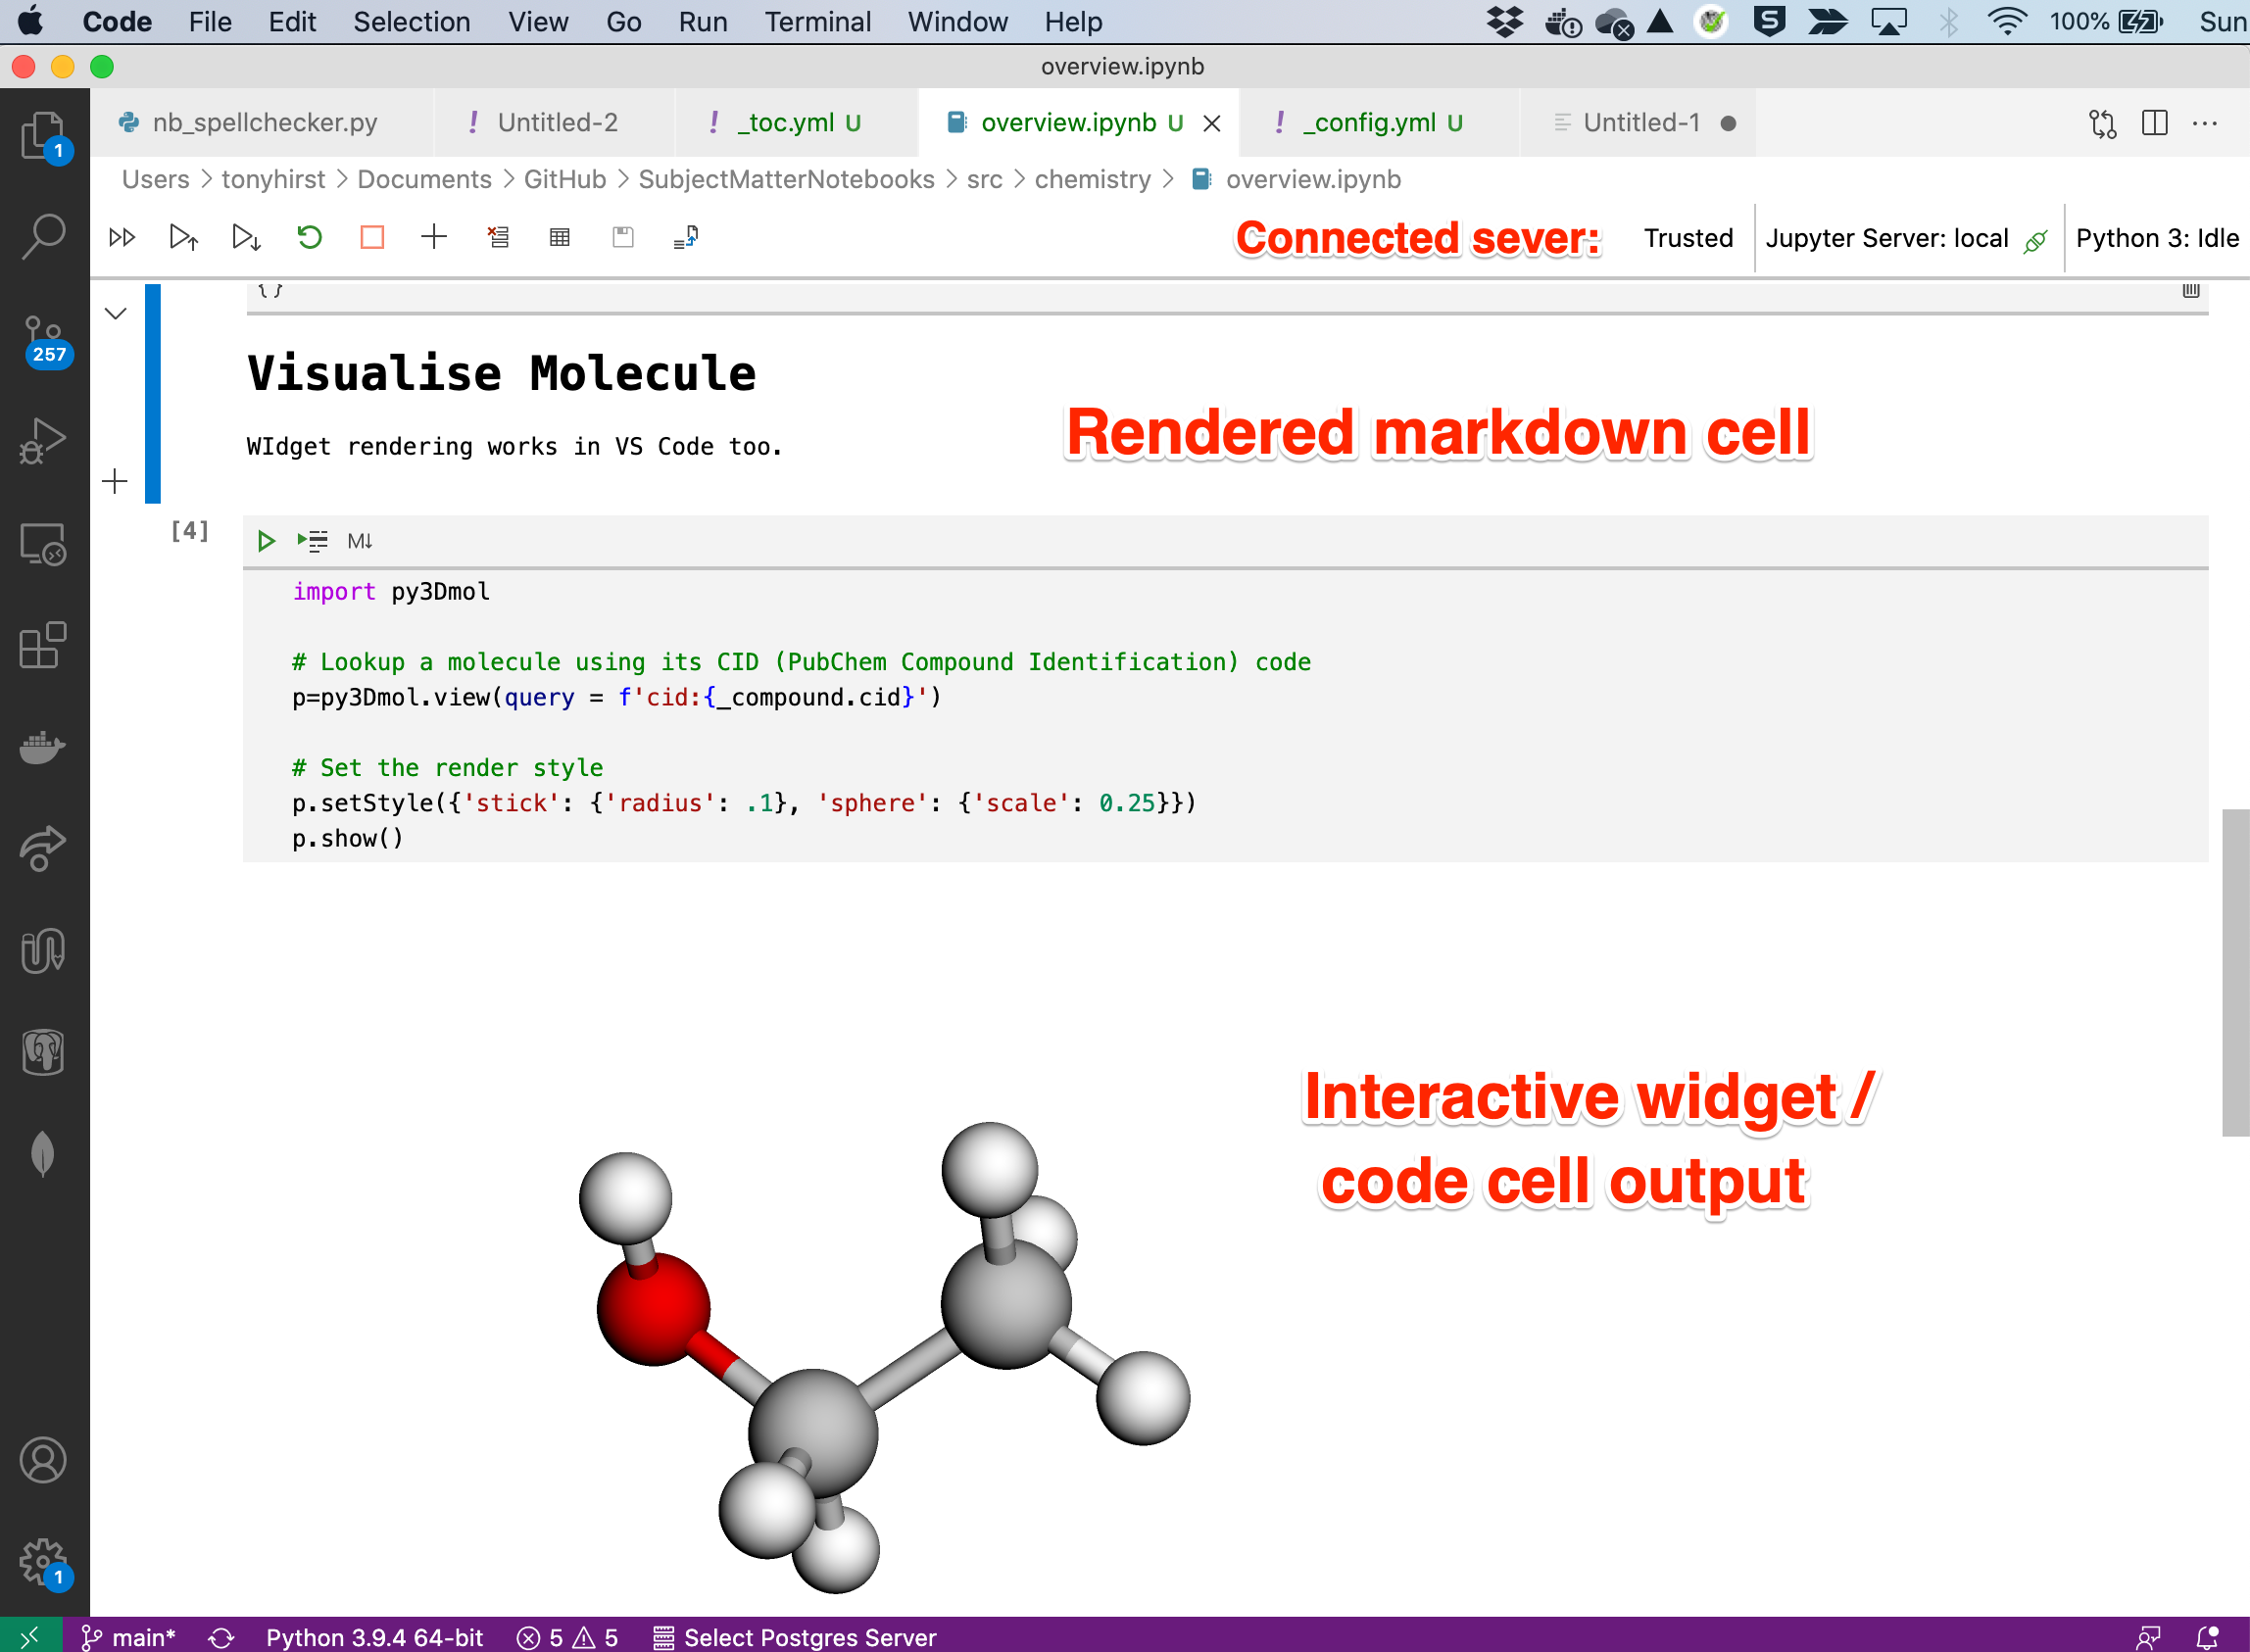 Code File Edit Selection View Go Run Terminal Window Help 100% Sun
overview.ipynb
nb_spellchecker.py ! Untitled-2 ! _toc.yml U overview.ipynb U ! _config.yml U Untitled-1
Users > tonyhirst > Documents > GitHub > SubjectMatterNotebooks > src > chemistry > overview.ipynb
Connected sever: Trusted Jupyter Server: local Python 3: Idle
1
257
{}
Visualise Molecule
WIdget rendering works in VS Code too.
Rendered markdown cell
[4]
M↓
import py3Dmol
# Lookup a molecule using its CID (PubChem Compound Identification) code
p=py3Dmol.view(query = f'cid:{_compound.cid}')
# Set the render style
p.setStyle({'stick': {'radius': .1}, 'sphere': {'scale': 0.25}})
p.show()
Interactive widget /
code cell output
1
main* Python 3.9.4 64-bit 5 5 Select Postgres Server